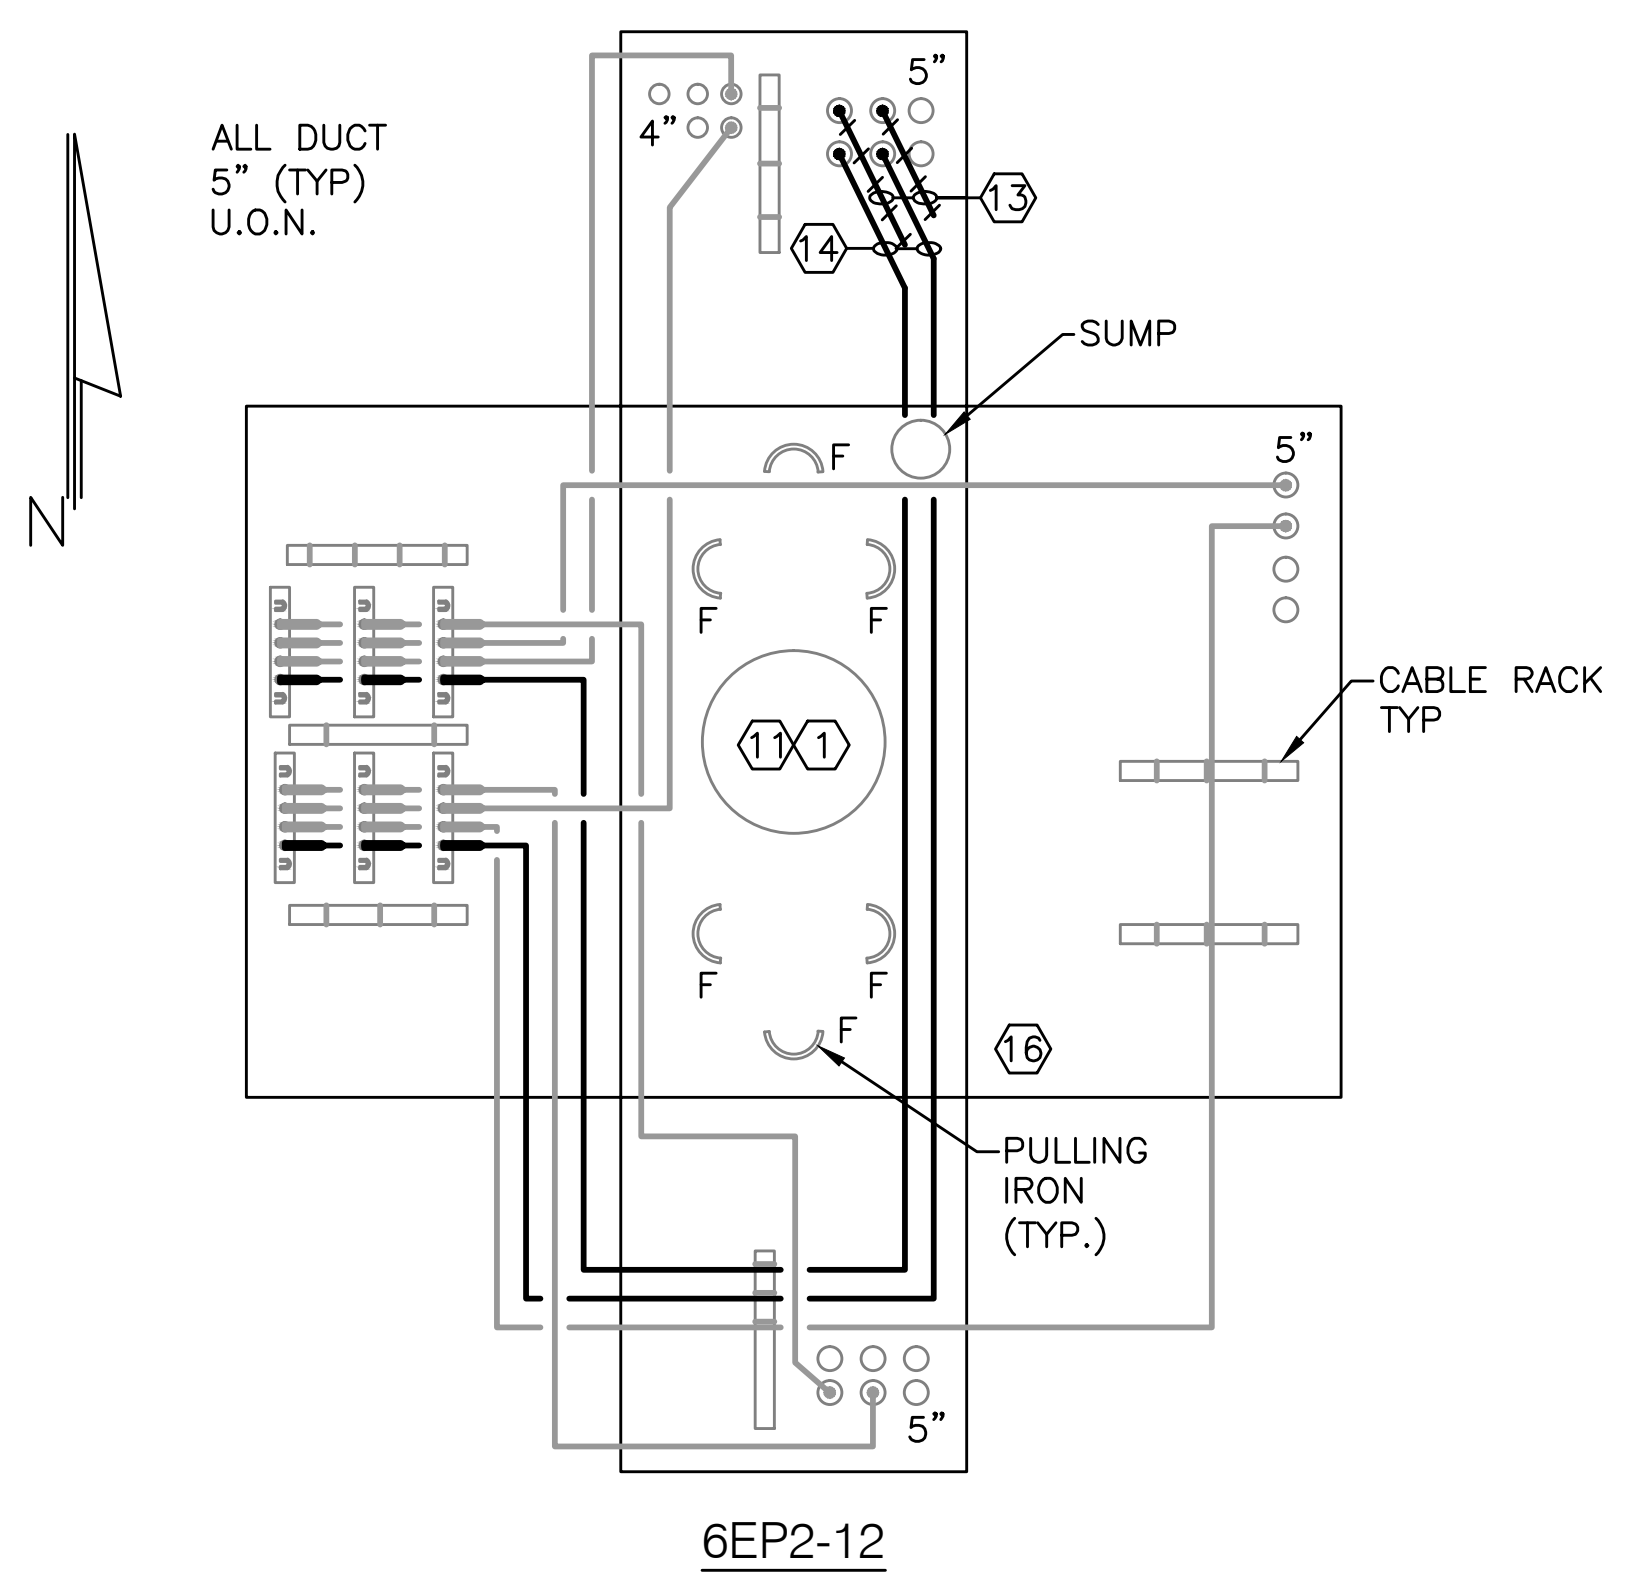 5”
ALL DUCT
5” (TYP)
U.O.N.
4”
13
14
SUMP
F
5”
N
F
F
CABLE RACK
TYP
11
1
F
F
F
16
PULLING
IRON
(TYP.)
5”
6EP2-12